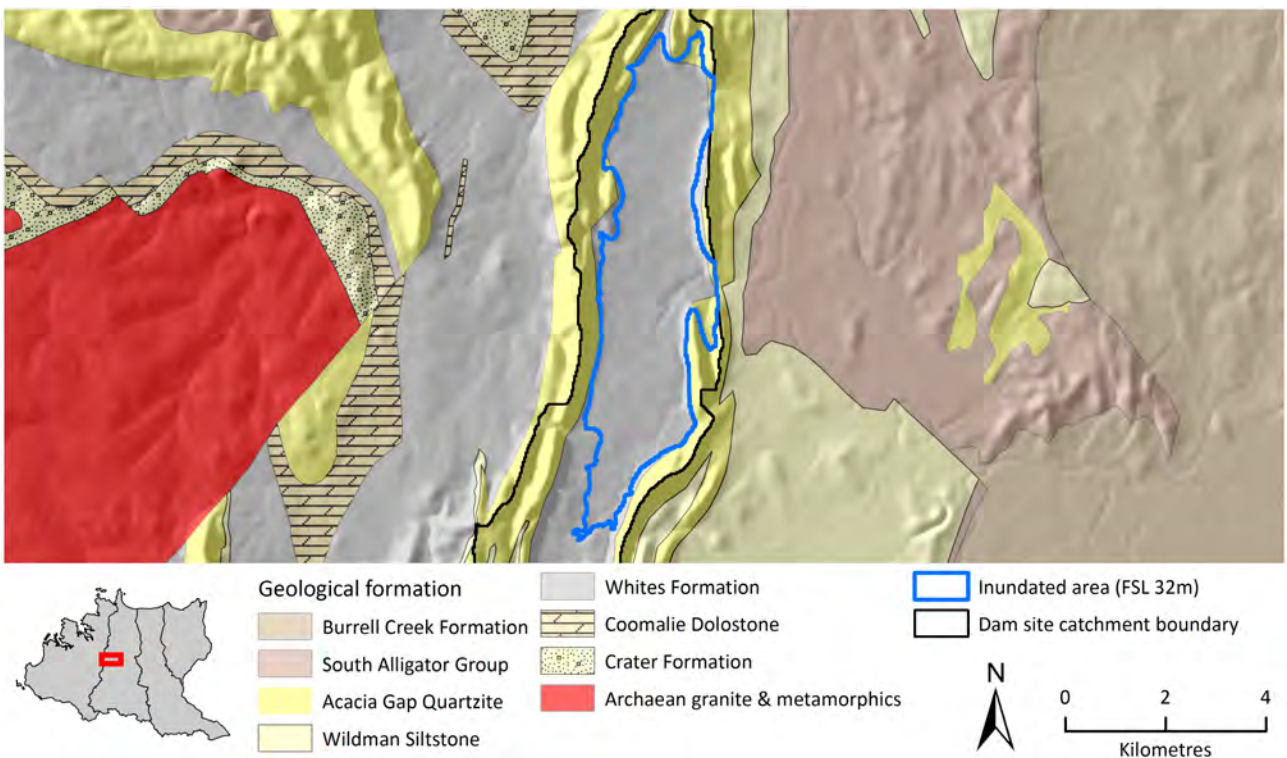 Geological formation
Burrell Creek Formation
South Alligator Group
Acacia Gap Quartzite
Wildman Siltstone
Whites Formation
Coomalie Dolostone
Crater Formation
Archaean granite & metamorphics
Inundated area (FSL 32m)
Dam site catchment boundary
N
0 2 4
Kilometres